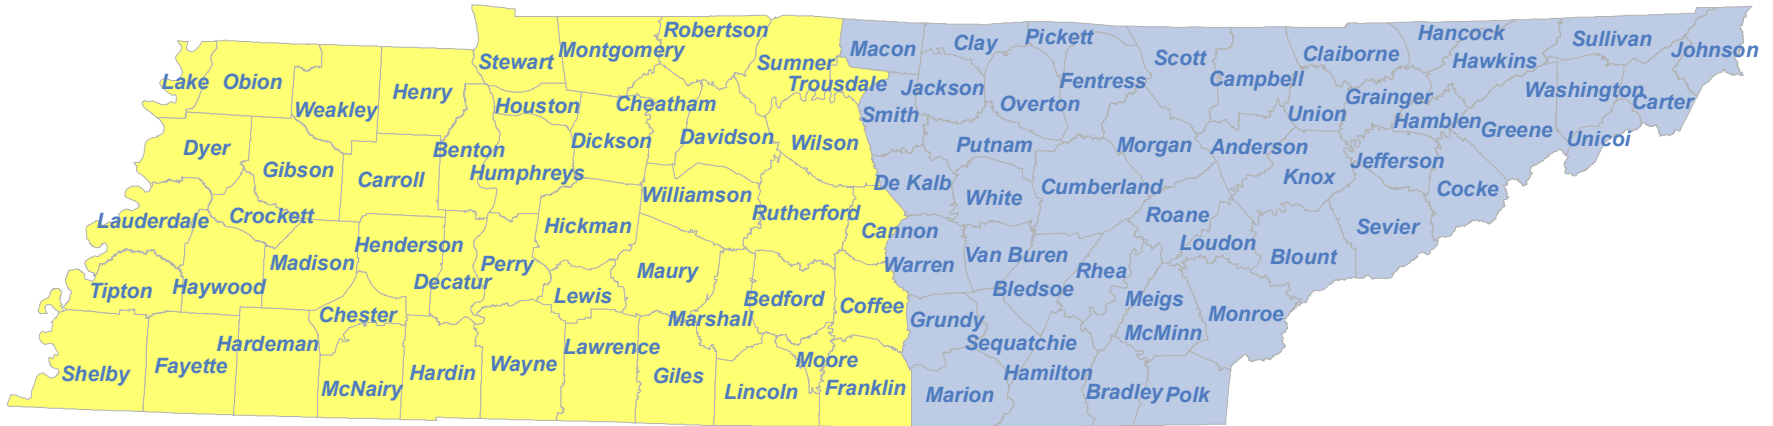 Robertson
Montgomery
Stewart
Sumner
Trousdale
Macon
Clay
Pickett
Scott
Claiborne
Hancock
Hawkins
Sullivan
Johnson
Lake
Obion
Weakley
Henry
Houston
Cheatham
Dickson
Davidson
Wilson
Smith
Jackson
Overton
Fentress
Campbell
Union
Grainger
Hamblen
Washington
Carter
Greene
Unicoi
Dyer
Gibson
Carroll
Benton
Humphreys
Williamson
Rutherford
De Kalb
Putnam
White
Cumberland
Morgan
Anderson
Knox
Jefferson
Cocke
Lauderdale
Crockett
Henderson
Hickman
Cannon
Warren
Van Buren
Roane
Loudon
Blount
Sevier
Tipton
Haywood
Madison
Decatur
Perry
Lewis
Maury
Bedford
Coffee
Bledsoe
Rhea
Meigs
McMinn
Monroe
Chester
Marshall
Grundy
Sequatchie
Shelby
Fayette
Hardeman
McNairy
Hardin
Wayne
Lawrence
Giles
Lincoln
Moore
Franklin
Marion
Hamilton
Bradley
Polk